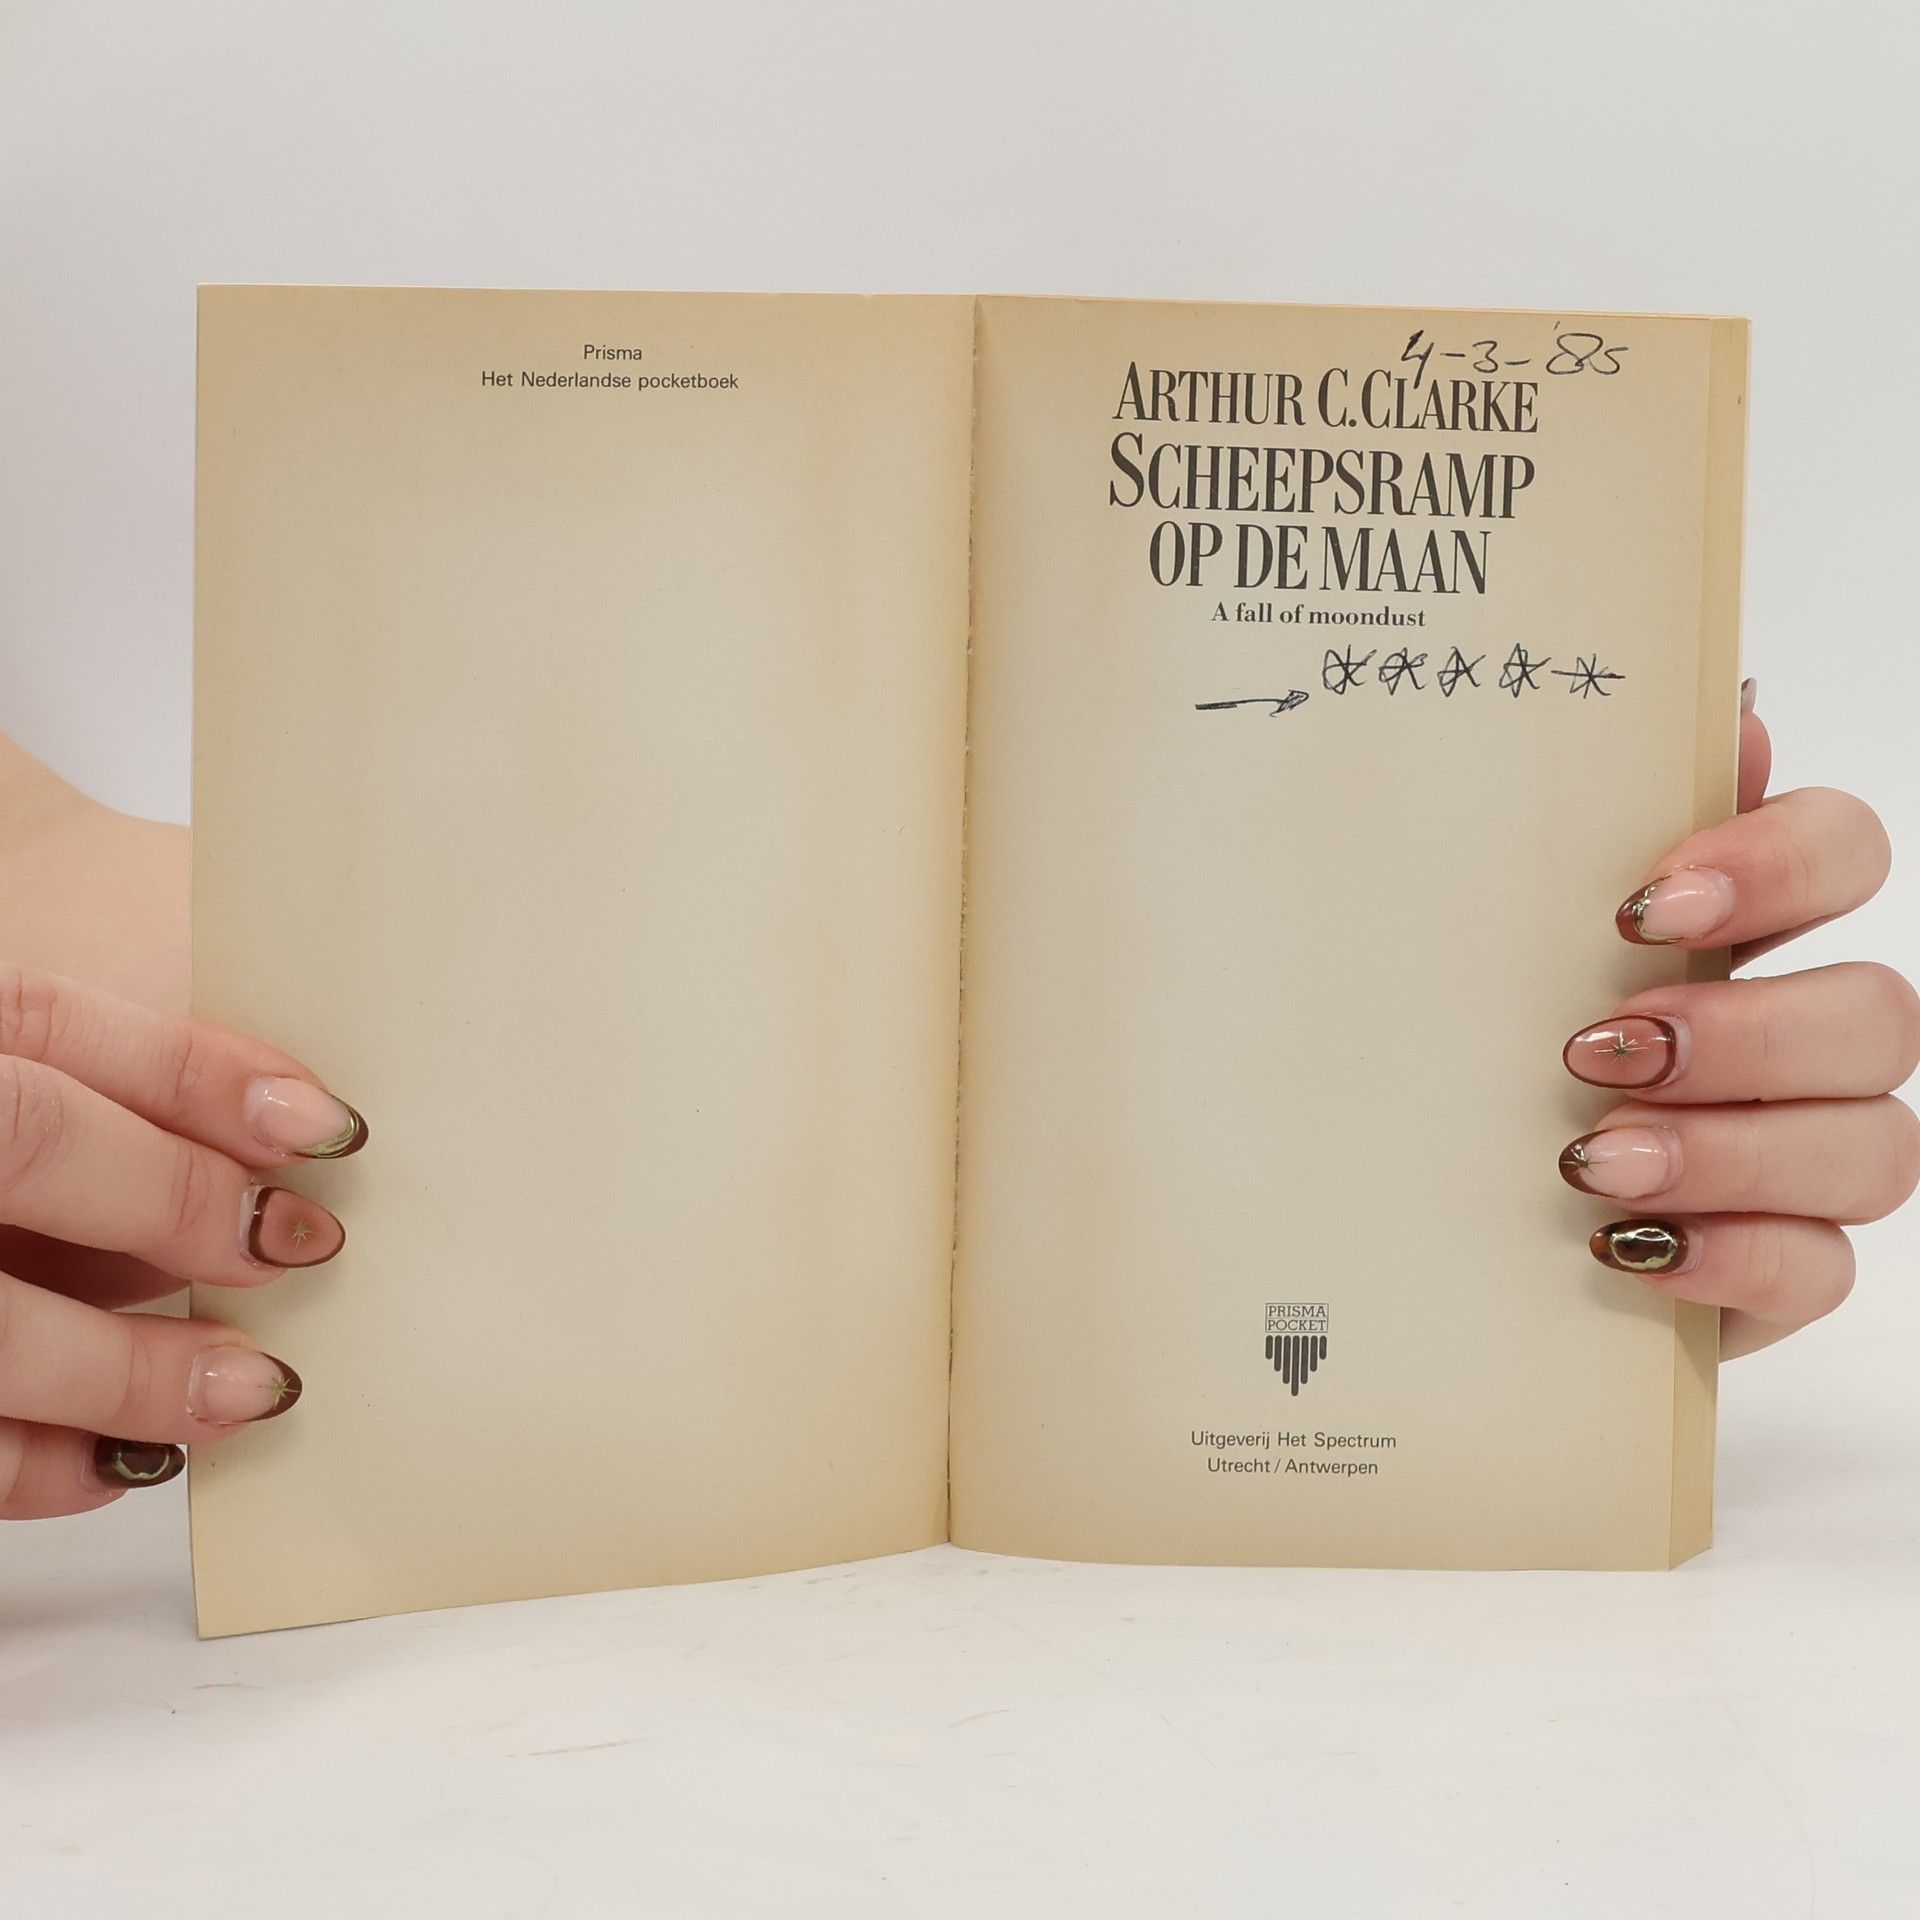 Prisma
Het Nederlandse pocketboek
4-3-'85
ARTHUR C. CLARKE
SCHEEPSRAMP
OP DE MAAN
A fall of moondust
PRISMA
POCKET
Uitgeverij Het Spectrum
Utrecht / Antwerpen